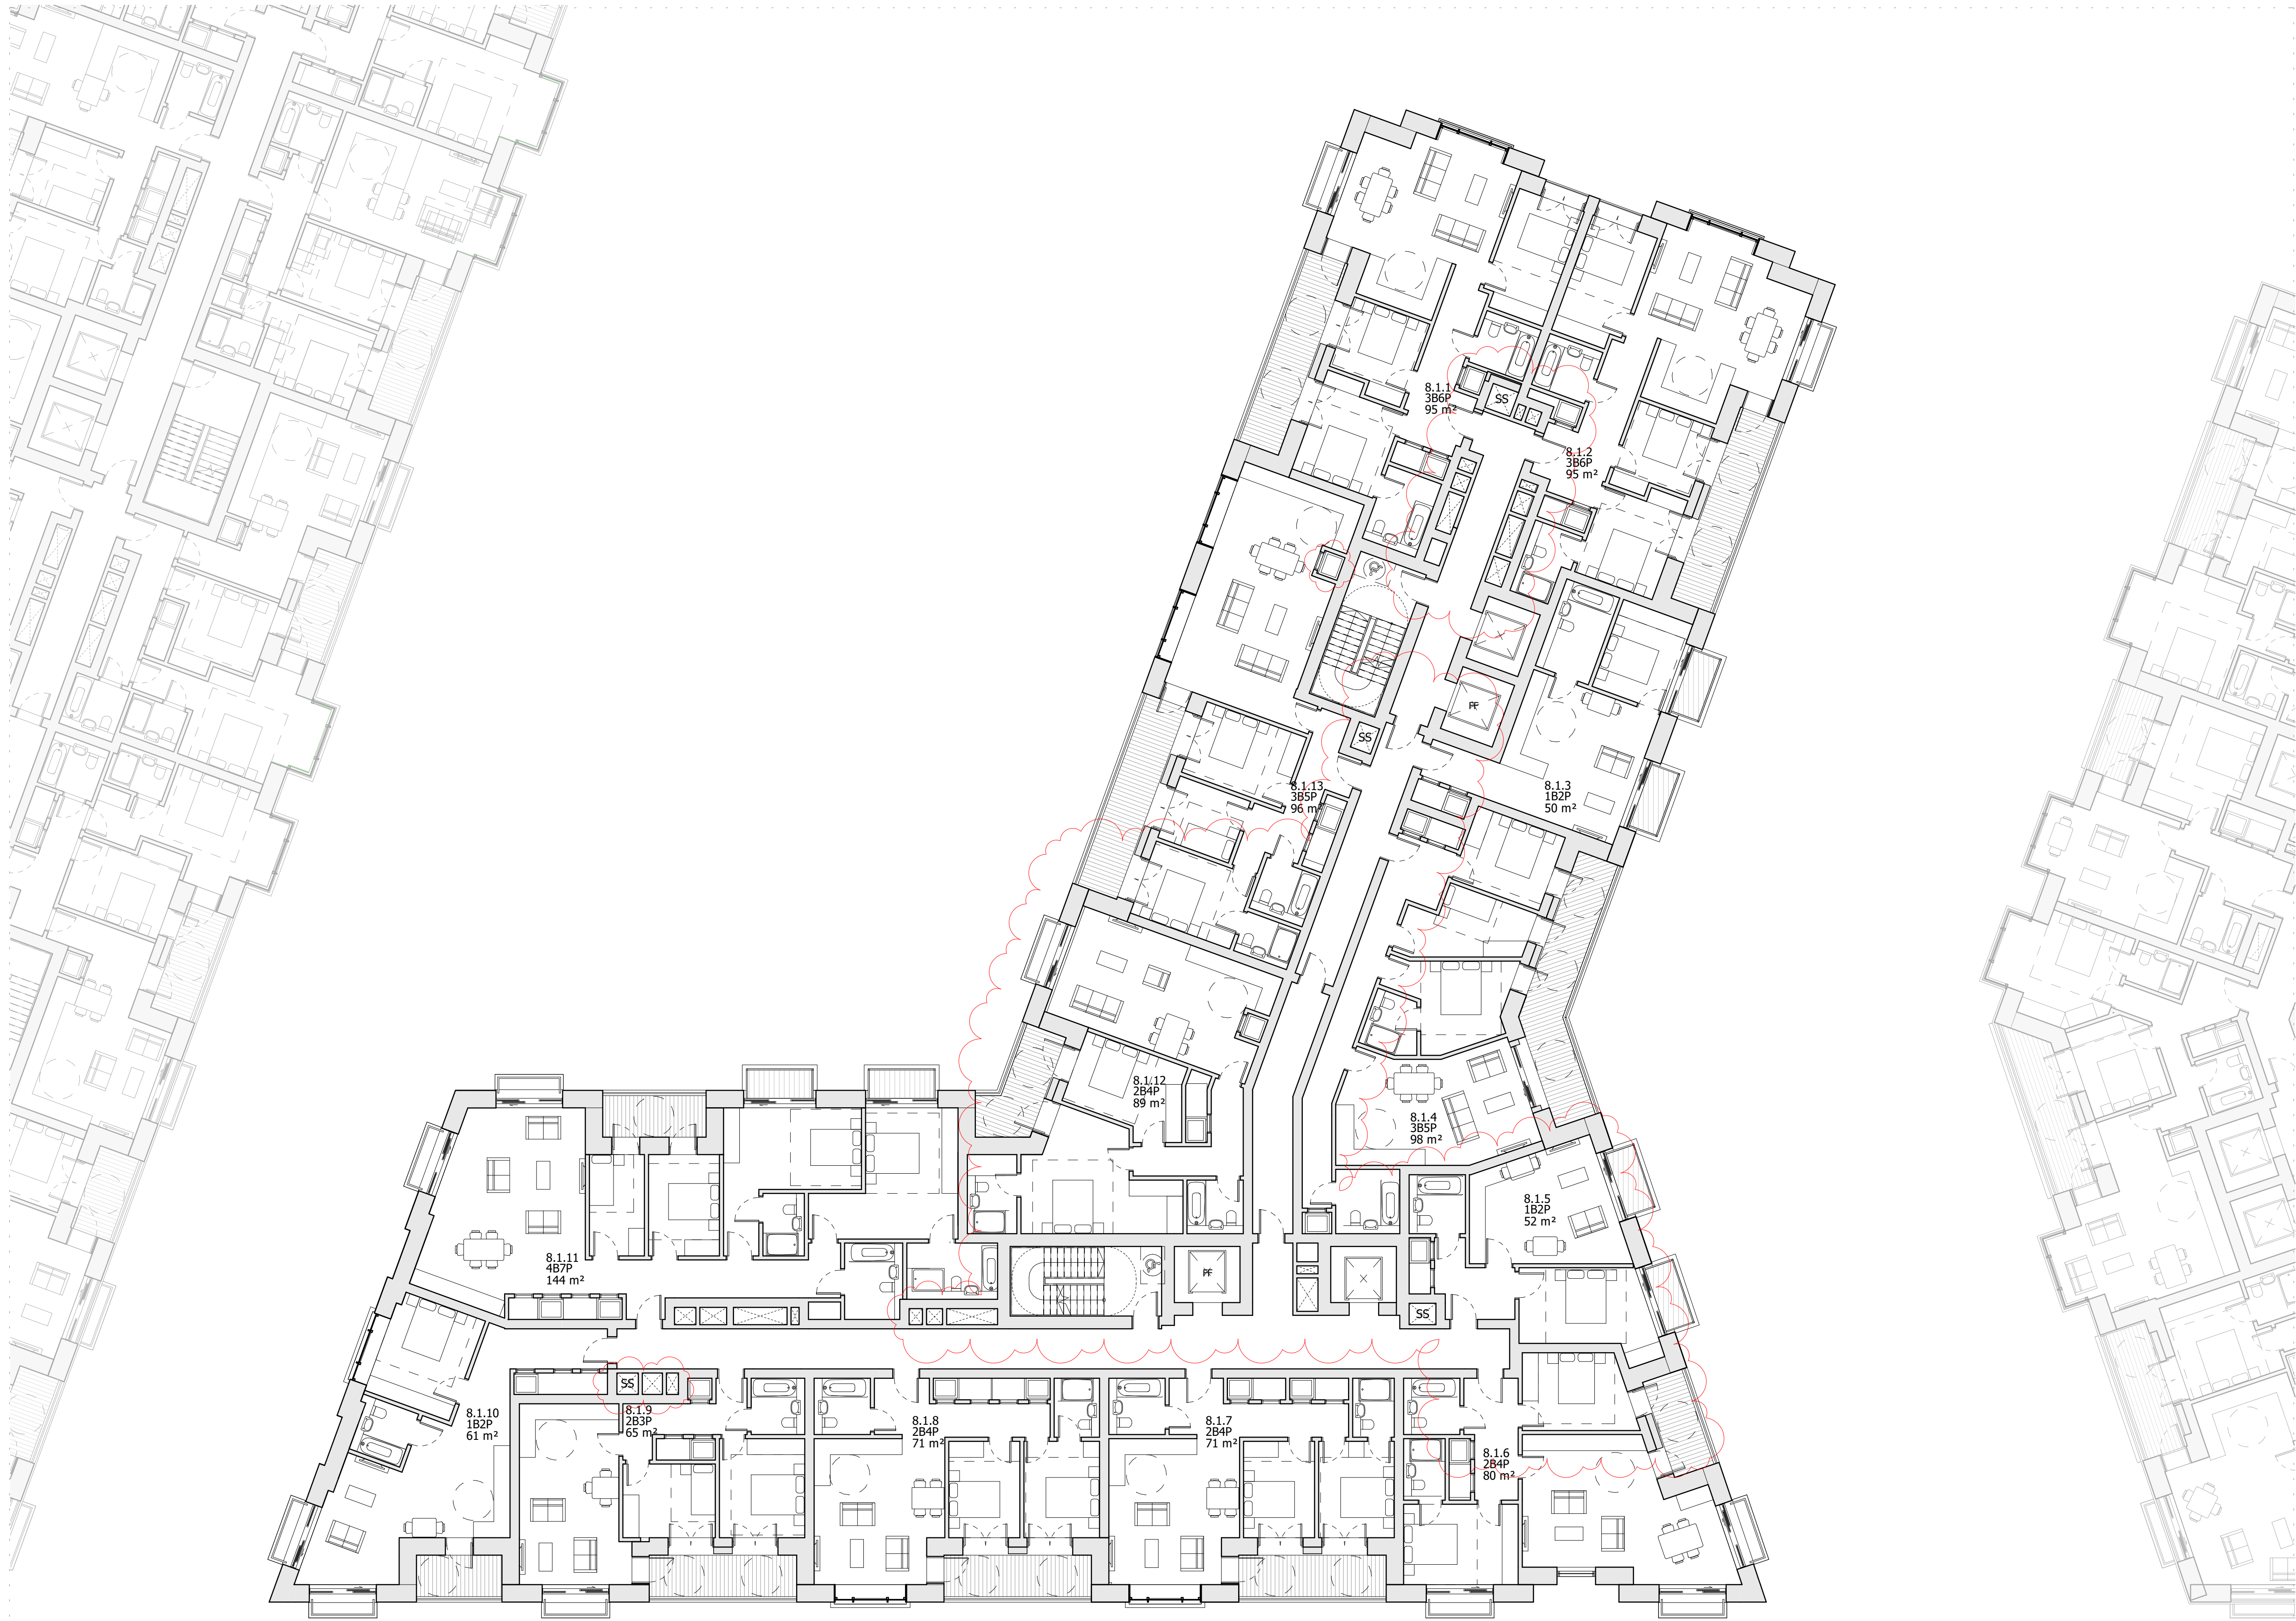 8.1.1
3B6P
95 m²
SS
8.1.2
3B6P
95 m²
PF
SS
8.1.13
3B5P
96 m²
8.1.3
1B2P
50 m²
8.1.12
2B4P
89 m²
8.1.4
3B5P
98 m²
8.1.5
1B2P
52 m²
8.1.11
4B7P
144 m²
PF
SS
SS
8.1.10
1B2P
61 m²
8.1.9
2B3P
65 m²
8.1.8
2B4P
71 m²
8.1.7
2B4P
71 m²
8.1.6
2B4P
80 m²